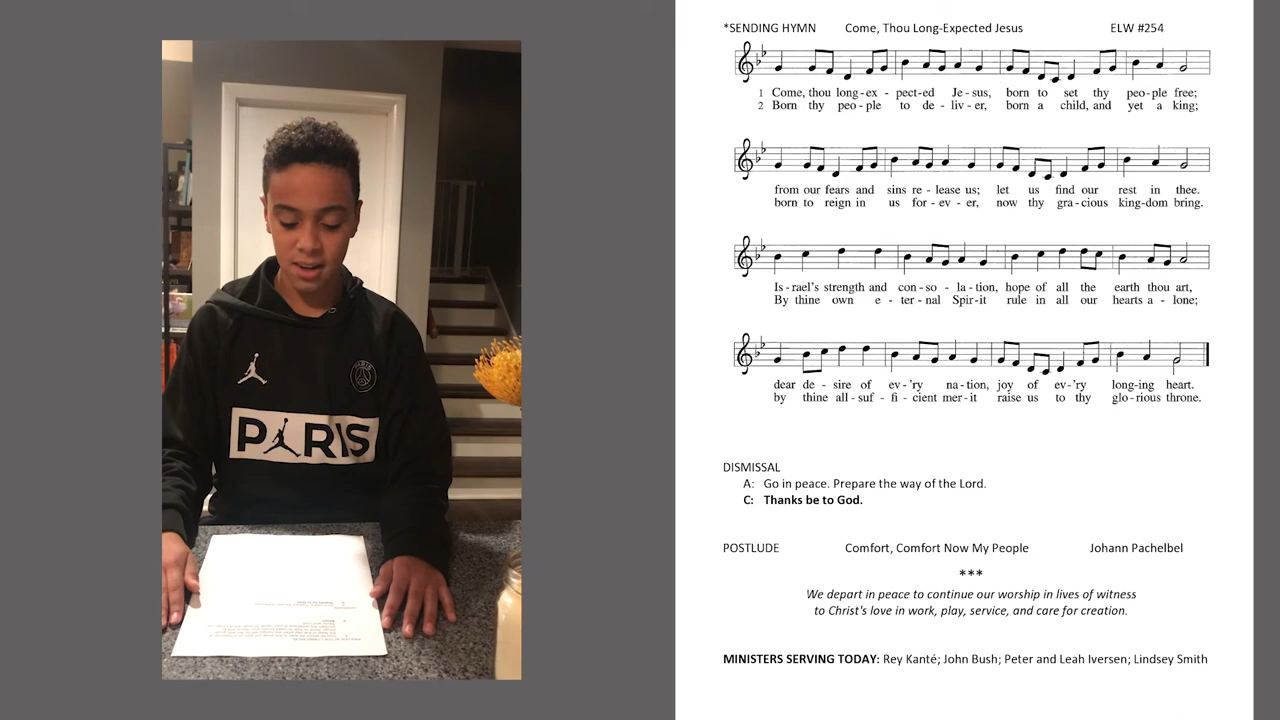 *SENDING HYMN Come, Thou Long-Expected Jesus ELW #254
1 Come, thou long - ex - pect - ed Je - sus, born to set thy peo - ple free;
2 Born thy peo - ple to de - liv - er, born a child, and yet a king;
from our fears and sins re - lease us; let us find our rest in thee.
born to reign in us for - ev - er, now thy gra - cious king - dom bring.
Is - rael's strength and con - so - la - tion, hope of all the earth thou art,
By thine own e - ter - nal Spir - it rule in all our hearts a - lone;
dear de - sire of ev - 'ry na - tion, joy of ev - 'ry long - ing heart.
by thine all - suf - fi - cient mer - it raise us to thy glo - rious throne.
DISMISSAL
A: Go in peace. Prepare the way of the Lord.
C: Thanks be to God.
POSTLUDE Comfort, Comfort Now My People Johann Pachelbel
***
We depart in peace to continue our worship in lives of witness
to Christ's love in work, play, service, and care for creation.
MINISTERS SERVING TODAY: Rey Kanté; John Bush; Peter and Leah Iversen; Lindsey Smith
PARIS